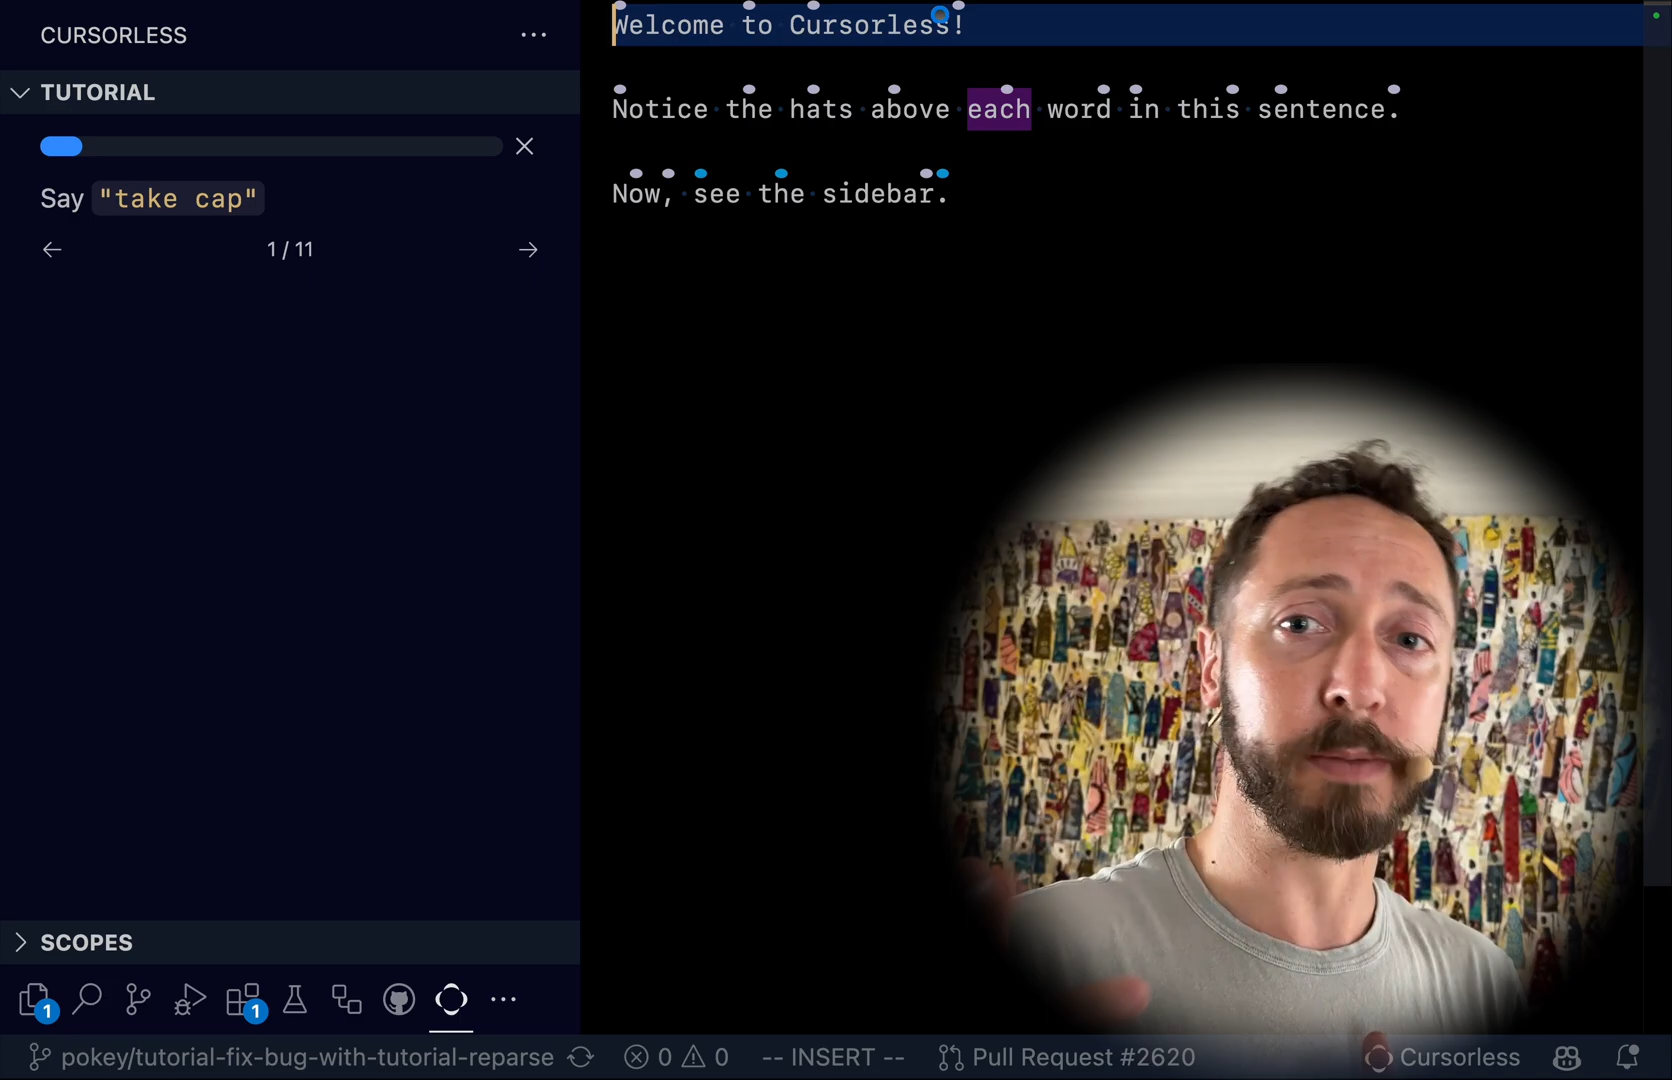 CURSORLESS
TUTORIAL
Say "take cap"
1 / 11
SCOPES
1
1
Welcome to Cursorless!
Notice the hats above each word in this sentence.
Now, see the sidebar.
pokey/tutorial-fix-bug-with-tutorial-reparse 0 0 -- INSERT -- Pull Request #2620 Cursorless